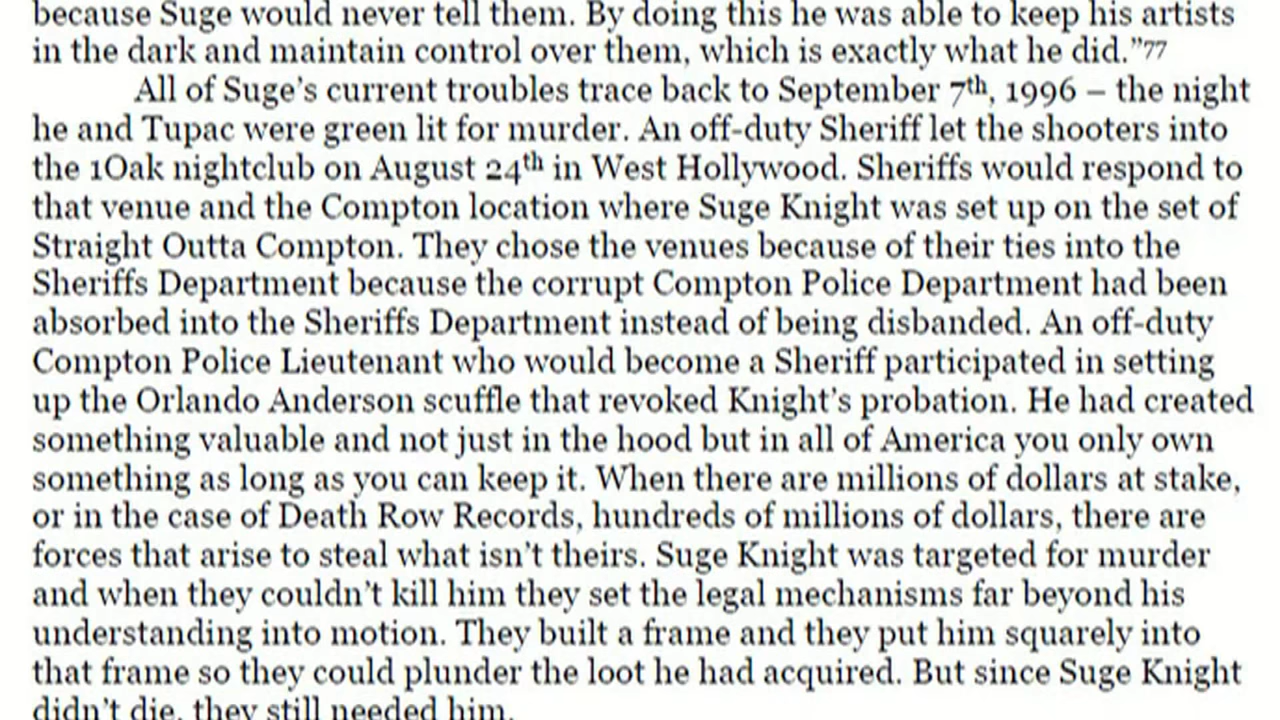 because Suge would never tell them. By doing this he was able to keep his artists
in the dark and maintain control over them, which is exactly what he did.”77
All of Suge’s current troubles trace back to September 7th, 1996 – the night
he and Tupac were green lit for murder. An off-duty Sheriff let the shooters into
the 1Oak nightclub on August 24th in West Hollywood. Sheriffs would respond to
that venue and the Compton location where Suge Knight was set up on the set of
Straight Outta Compton. They chose the venues because of their ties into the
Sheriffs Department because the corrupt Compton Police Department had been
absorbed into the Sheriffs Department instead of being disbanded. An off-duty
Compton Police Lieutenant who would become a Sheriff participated in setting
up the Orlando Anderson scuffle that revoked Knight’s probation. He had created
something valuable and not just in the hood but in all of America you only own
something as long as you can keep it. When there are millions of dollars at stake,
or in the case of Death Row Records, hundreds of millions of dollars, there are
forces that arise to steal what isn’t theirs. Suge Knight was targeted for murder
and when they couldn’t kill him they set the legal mechanisms far beyond his
understanding into motion. They built a frame and they put him squarely into
that frame so they could plunder the loot he had acquired. But since Suge Knight
didn’t die, they still needed him.